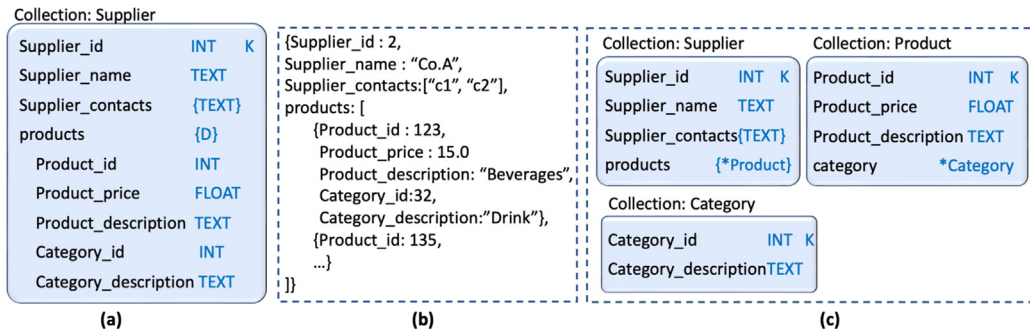 Collection: Supplier
Supplier_id INT K
Supplier_name TEXT
Supplier_contacts {TEXT}
products {D}
Product_id INT
Product_price FLOAT
Product_description TEXT
Category_id INT
Category_description TEXT
(a)
{Supplier_id : 2,
Supplier_name : “Co.A”,
Supplier_contacts:[“c1”, “c2”],
products: [
{Product_id : 123,
Product_price : 15.0
Product_description: “Beverages”,
Category_id:32,
Category_description:”Drink”},
{Product_id: 135,
...}
]}
(b)
Collection: Supplier
Supplier_id INT K
Supplier_name TEXT
Supplier_contacts{TEXT}
products {*Product}
Collection: Product
Product_id INT K
Product_price FLOAT
Product_description TEXT
category *Category
Collection: Category
Category_id INT K
Category_description TEXT
(c)